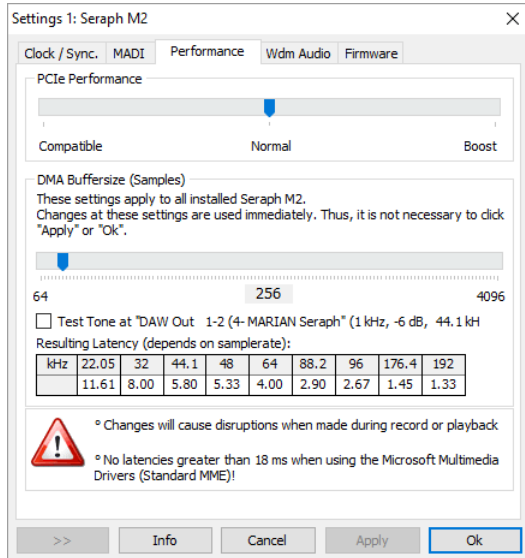 Settings 1: Seraph M2
Clock / Sync. MADI Performance Wdm Audio Firmware
PCIe Performance
Compatible Normal Boost
DMA Buffersize (Samples)
These settings apply to all installed Seraph M2.
Changes at these settings are used immediately. Thus, it is not necessary to click
"Apply" or "Ok".
64 256 4096
Test Tone at "DAW Out 1-2 (4- MARIAN Seraph" (1 kHz, -6 dB, 44.1 kH
Resulting Latency (depends on samplerate):
kHz 22.05 32 44.1 48 64 88.2 96 176.4 192
11.61 8.00 5.80 5.33 4.00 2.90 2.67 1.45 1.33
° Changes will cause disruptions when made during record or playback
° No latencies greater than 18 ms when using the Microsoft Multimedia
Drivers (Standard MME)!
>> Info Cancel Apply Ok